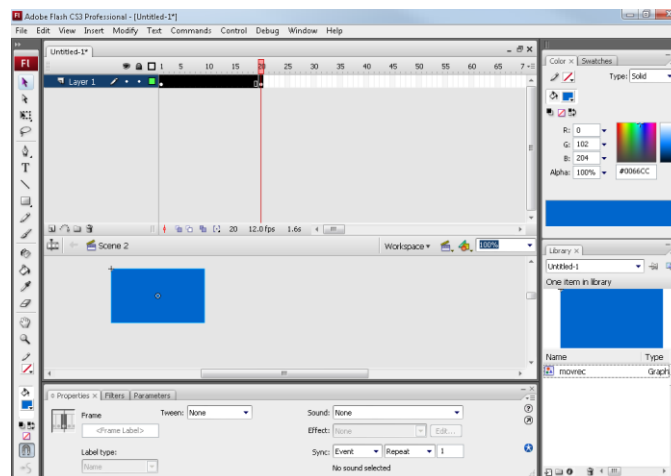 Adobe Flash CS3 Professional - [Untitled-1*]
File Edit View Insert Modify Text Commands Control Debug Window Help
Untitled-1*
1 5 10 15 20 25 30 35 40 45 50 55 60 65 7
Layer 1
20 12.0 fps 1.6s
Scene 2
Workspace
100%
Properties × Filters Parameters
Frame
<Frame Label>
Label type:
Name
Tween: None
Sound: None
Effect: None
Edit...
Sync: Event Repeat 1
No sound selected
Fl
T
Color × Swatches
Type: Solid
R: 0
G: 102
B: 204
Alpha: 100%
#0066CC
Library ×
Untitled-1
One item in library
Name Type
movrec Graph